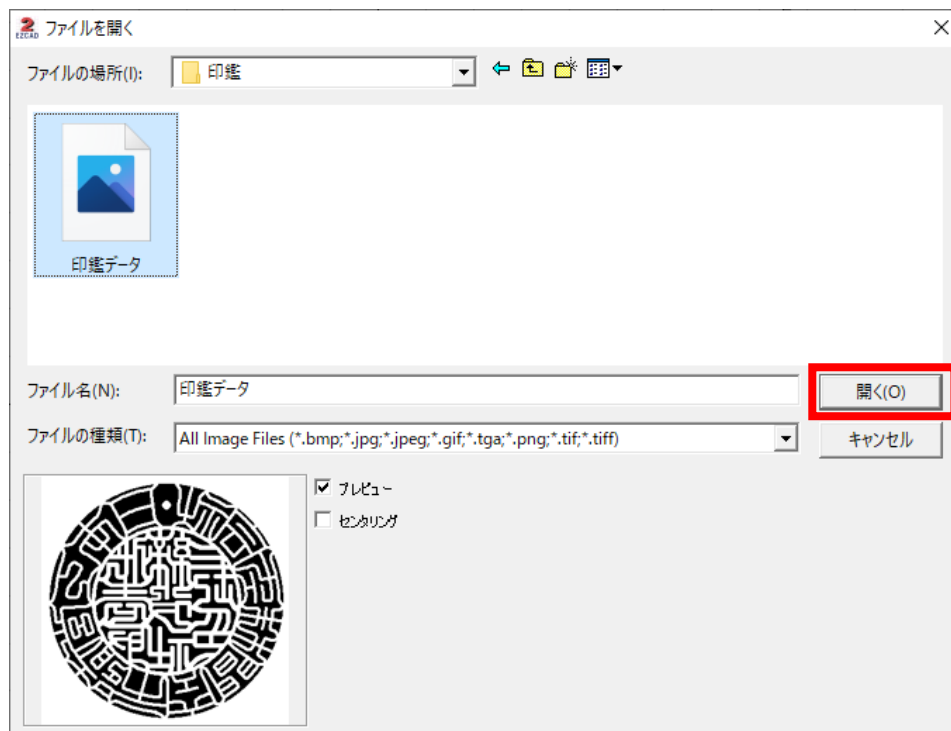 2
EZCAD
ファイルを開く
ファイルの場所(I):
印鑑
印鑑データ
ファイル名(N):
印鑑データ
開く(O)
ファイルの種類(T):
All Image Files (*.bmp;*.jpg;*.jpeg;*.gif;*.tga;*.png;*.tif;*.tiff)
キャンセル
プレビュー
センタリング